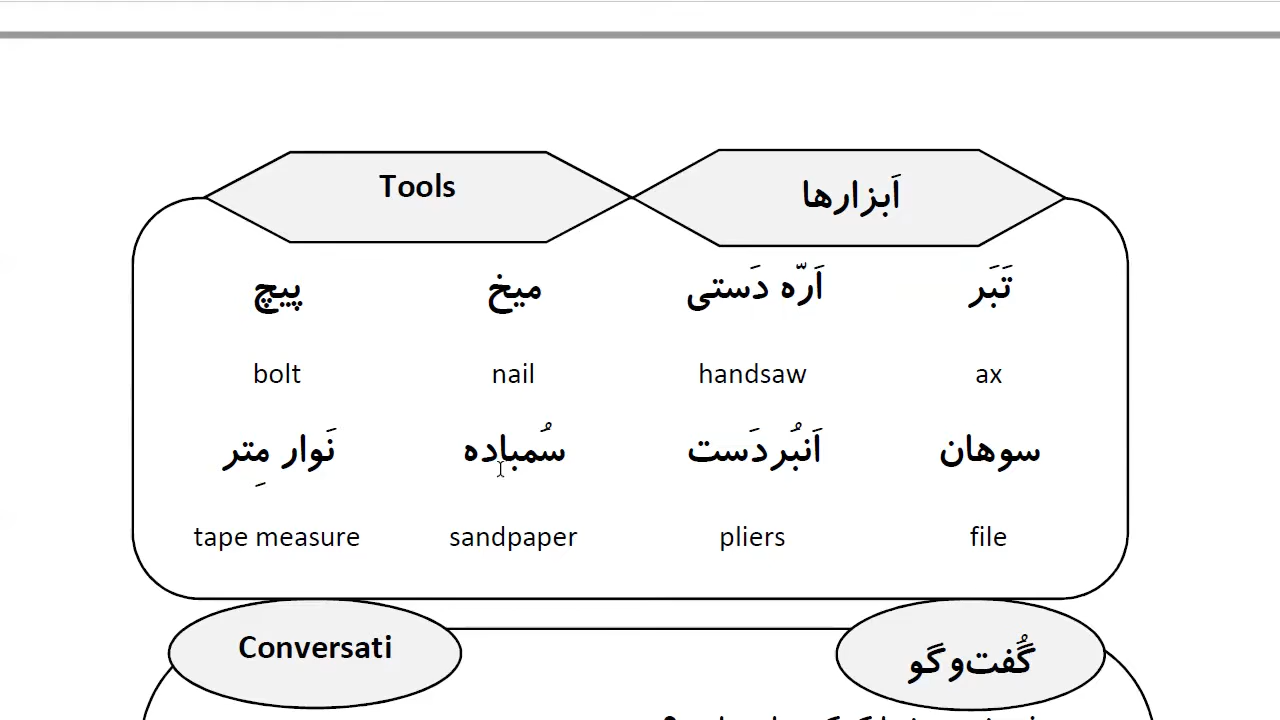 Tools
اَبزارها
تَبَر اَرّه دَستی میخ پیچ
bolt nail handsaw ax
سوهان اَنبُردَست سُمباده نَوار مِتر
tape measure sandpaper pliers file
Conversati
گُفت‌وگو